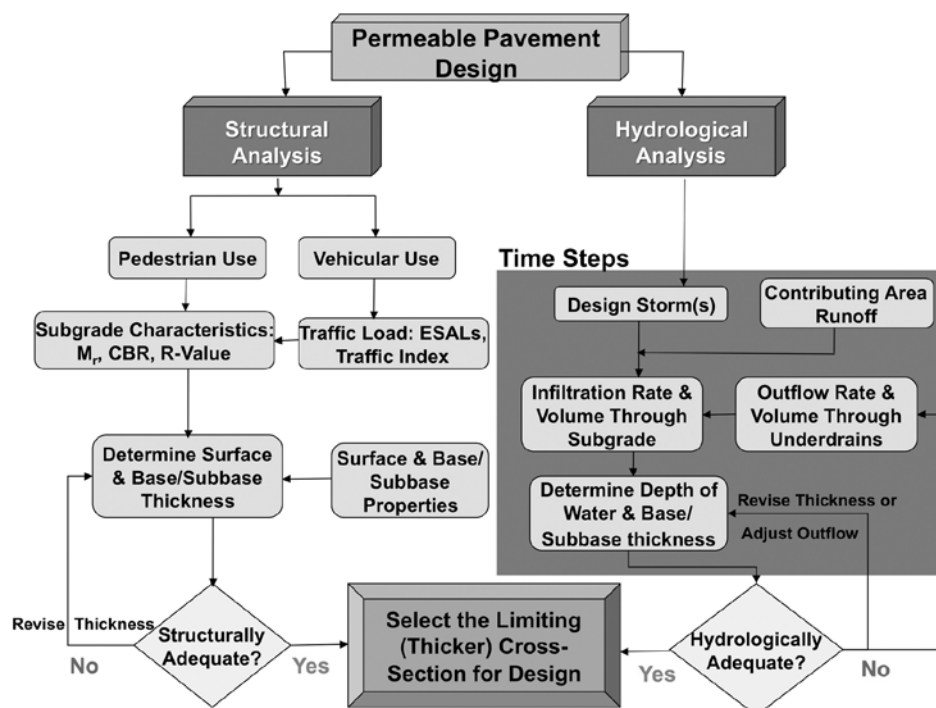 Permeable Pavement
Design
Structural
Analysis
Hydrological
Analysis
Pedestrian Use
Vehicular Use
Subgrade Characteristics:
Mr, CBR, R-Value
Traffic Load: ESALs,
Traffic Index
Determine Surface
& Base/Subbase
Thickness
Surface & Base/
Subbase
Properties
Revise Thickness
No
Structurally
Adequate?
Yes
Time Steps
Design Storm(s)
Contributing Area
Runoff
Infiltration Rate &
Volume Through
Subgrade
Outflow Rate &
Volume Through
Underdrains
Determine Depth of
Water & Base/
Subbase thickness
Revise Thickness or
Adjust Outflow
Hydrologically
Adequate?
No
Yes
Select the Limiting
(Thicker) Cross-
Section for Design